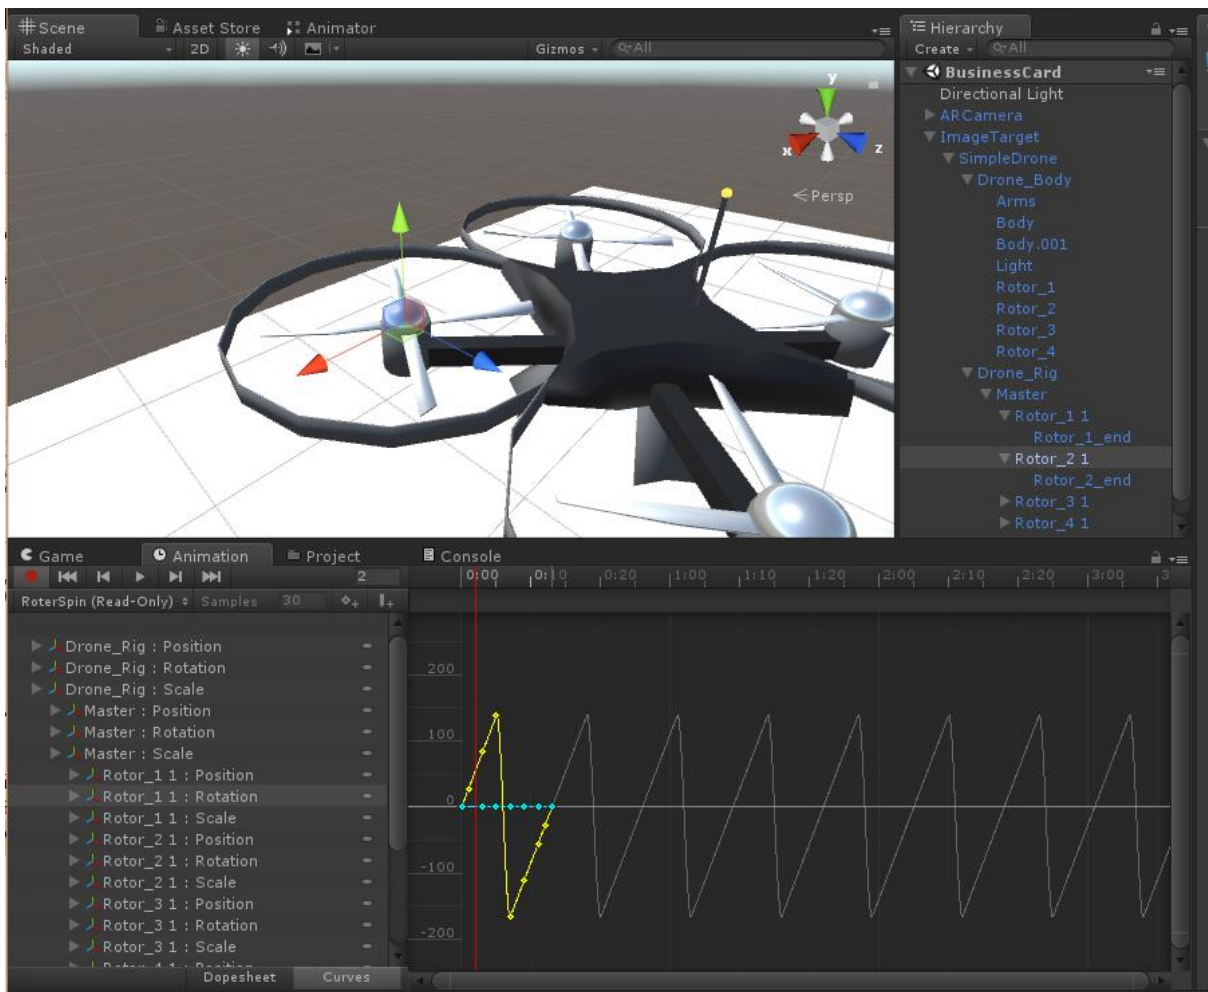 Scene Asset Store Animator
Shaded 2D Gizmos All
y
x z
Persp
Hierarchy
Create All
BusinessCard
Directional Light
ARCamera
ImageTarget
SimpleDrone
Drone_Body
Arms
Body
Body.001
Light
Rotor_1
Rotor_2
Rotor_3
Rotor_4
Drone_Rig
Master
Rotor_1 1
Rotor_1_end
Rotor_2 1
Rotor_2_end
Rotor_3 1
Rotor_4 1
Game Animation Project Console
2
0:00 0:10 0:20 1:00 1:10 1:20 2:00 2:10 2:20 3:00 3
RoterSpin (Read-Only) Samples 30
Drone_Rig : Position
Drone_Rig : Rotation
Drone_Rig : Scale
Master : Position
Master : Rotation
Master : Scale
Rotor_1 1 : Position
Rotor_1 1 : Rotation
Rotor_1 1 : Scale
Rotor_2 1 : Position
Rotor_2 1 : Rotation
Rotor_2 1 : Scale
Rotor_3 1 : Position
Rotor_3 1 : Rotation
Rotor_3 1 : Scale
200
100
0
-100
-200
Dopesheet Curves